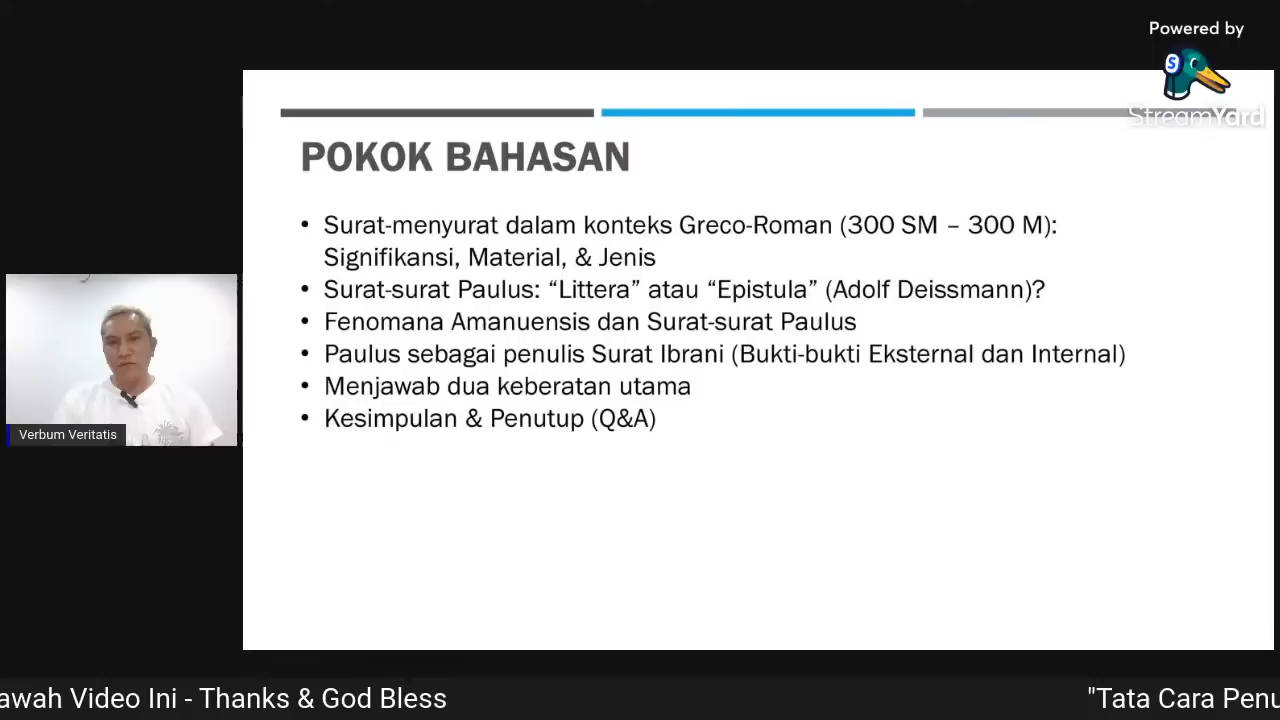 Powered by
StreamYard
POKOK BAHASAN
• Surat-menyurat dalam konteks Greco-Roman (300 SM – 300 M):
Signifikansi, Material, & Jenis
• Surat-surat Paulus: “Littera” atau “Epistula” (Adolf Deissmann)?
• Fenomana Amanuensis dan Surat-surat Paulus
• Paulus sebagai penulis Surat Ibrani (Bukti-bukti Eksternal dan Internal)
• Menjawab dua keberatan utama
• Kesimpulan & Penutup (Q&A)
Verbum Veritatis
awah Video Ini - Thanks & God Bless
"Tata Cara Penu